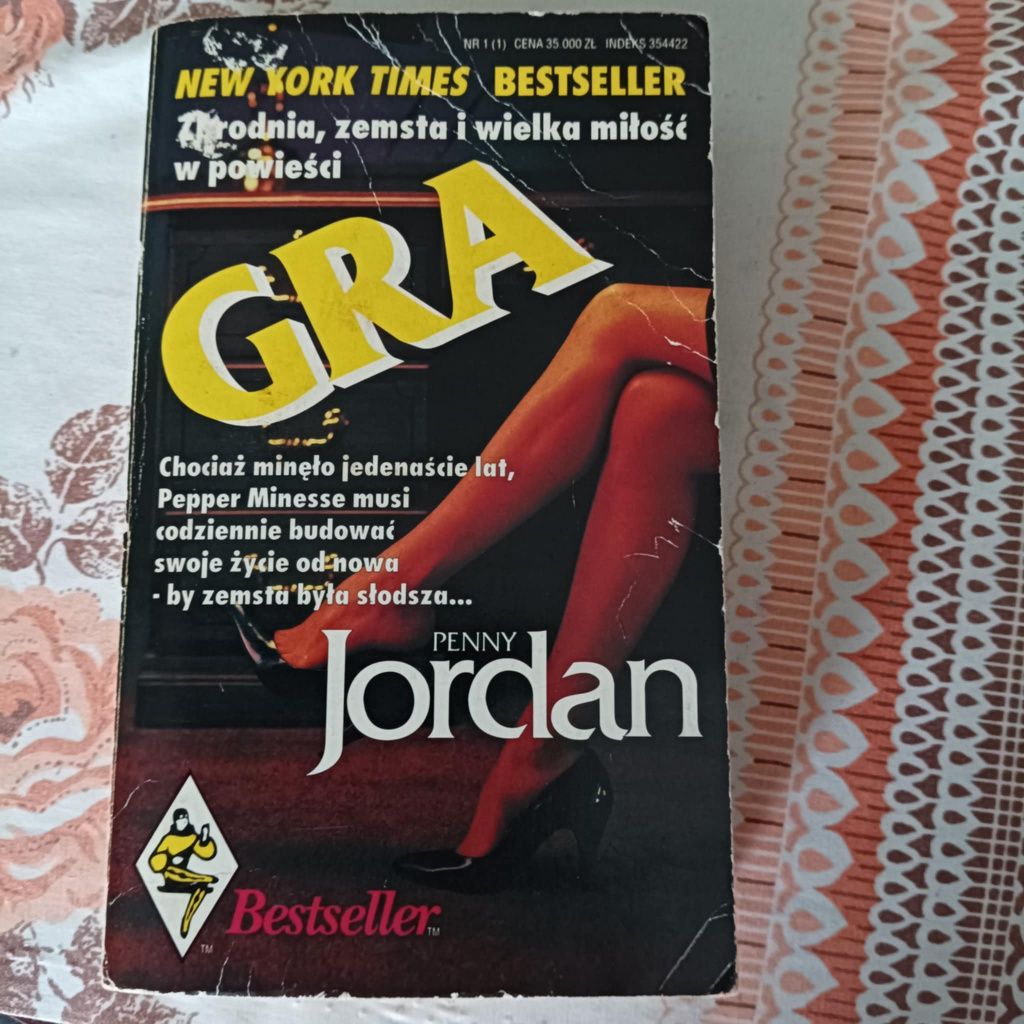 NR 1 (1) CENA 35 000 ZŁ INDEKS 354422
NEW YORK TIMES BESTSELLER
Zbrodnia, zemsta i wielka miłość
w powieści
GRA
Chociaż minęło jedenaście lat,
Pepper Minesse musi
codziennie budować
swoje życie od nowa
- by zemsta była słodsza...
PENNY
Jordan
Bestseller™
™